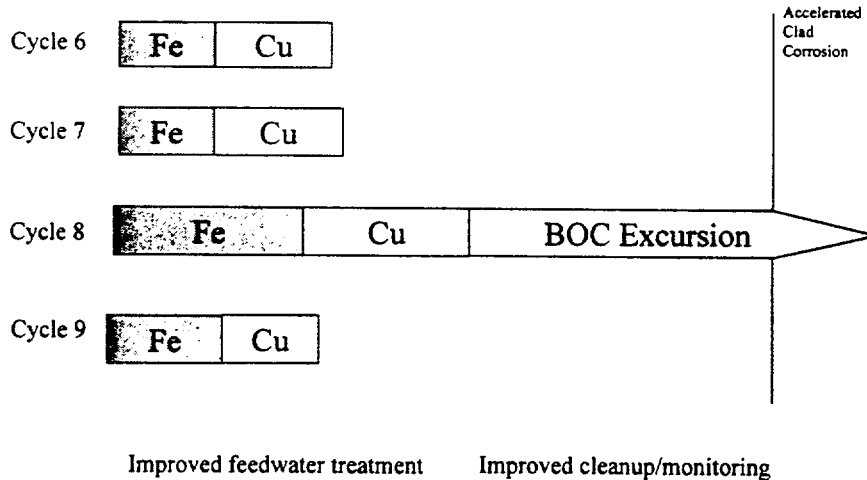 Accelerated
Clad
Corrosion
Cycle 6 Fe Cu
Cycle 7 Fe Cu
Cycle 8 Fe Cu BOC Excursion
Cycle 9 Fe Cu
Improved feedwater treatment Improved cleanup/monitoring